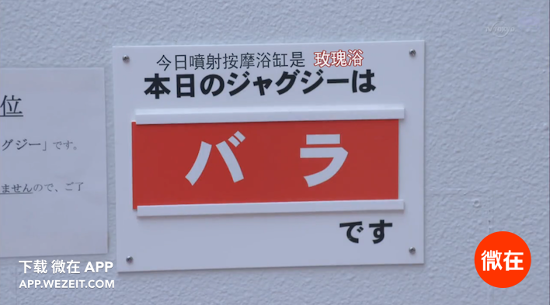 今日噴射按摩浴缸是 玫瑰浴
本日のジャグジーは
バラ
です
位
グジー」です。
ませんので、ご了
下载 微在 APP
APP.WEZEIT.COM
微在